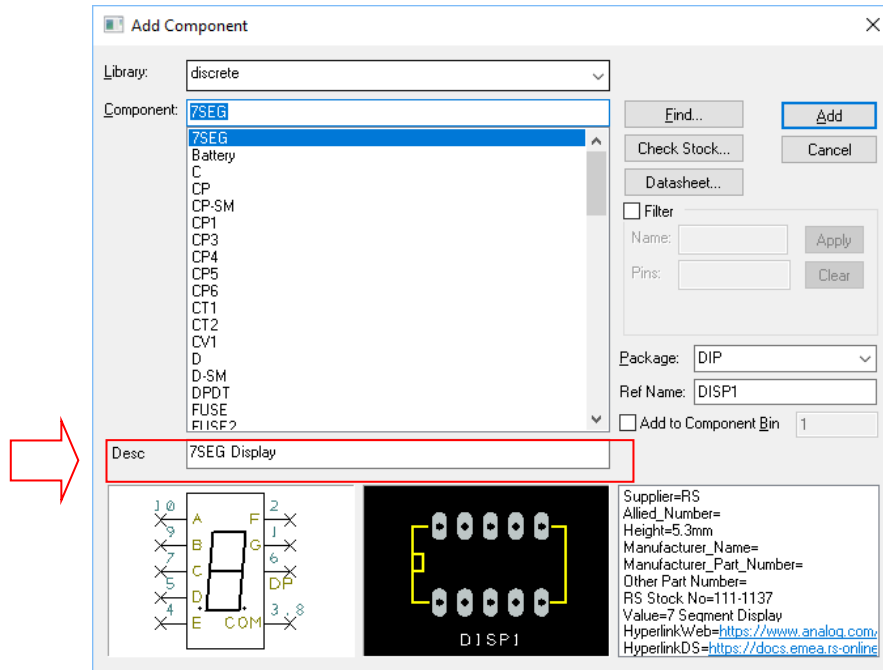 Add Component
Library:
discrete
Component:
7SEG
Find...
Add
7SEG
Battery
C
CP
CP-SM
CP1
CP3
CP4
CP5
CP6
CT1
CT2
CV1
D
D-SM
DPDT
FUSE
FUSE2
Check Stock...
Cancel
Datasheet...
Filter
Name:
Apply
Pins:
Clear
Package:
DIP
Ref Name:
DISP1
Add to Component Bin
1
Desc
7SEG Display
10
A
F
2
9
B
G
1
7
C
DP
6
5
D
4
E
COM
3,8
DISP1
Supplier=RS
Allied_Number=
Height=5.3mm
Manufacturer_Name=
Manufacturer_Part_Number=
Other Part Number=
RS Stock No=111-1137
Value=7 Segment Display
HyperlinkWeb=https://www.analog.com/
HyperlinkDS=https://docs.emea.rs-online